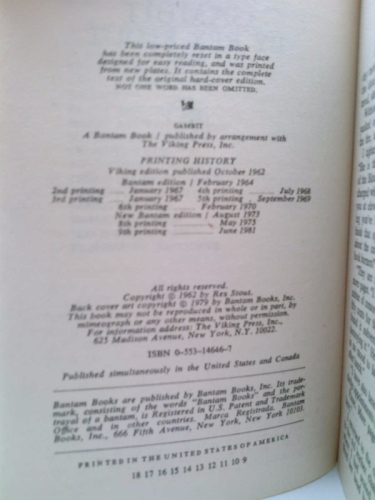 This low-priced Bantam Book
has been completely reset in a type face
designed for easy reading, and was printed
from new plates. It contains the complete
text of the original hard-cover edition.
NOT ONE WORD HAS BEEN OMITTED.
GAMBIT
A Bantam Book / published by arrangement with
The Viking Press, Inc.
PRINTING HISTORY
Viking edition published October 1962
Bantam edition / February 1964
2nd printing ..... January 1967 4th printing ........... July 1968
3rd printing ..... January 1967 5th printing ... September 1969
6th printing ........... February 1970
New Bantam edition / August 1973
8th printing ........... May 1975
9th printing ........... June 1981
All rights reserved.
Copyright © 1962 by Rex Stout.
Back cover art copyright © 1979 by Bantam Books, Inc.
This book may not be reproduced in whole or in part, by
mimeograph or any other means, without permission.
For information address: The Viking Press, Inc.,
625 Madison Avenue, New York, N.Y. 10022.
ISBN 0-553-14646-7
Published simultaneously in the United States and Canada
Bantam Books are published by Bantam Books, Inc. Its trade-
mark, consisting of the words "Bantam Books" and the por-
trayal of a bantam, is Registered in U.S. Patent and Trademark
Office and in other countries. Marca Registrada. Bantam
Books, Inc., 666 Fifth Avenue, New York, New York 10103.
PRINTED IN THE UNITED STATES OF AMERICA
18 17 16 15 14 13 12 11 10 9